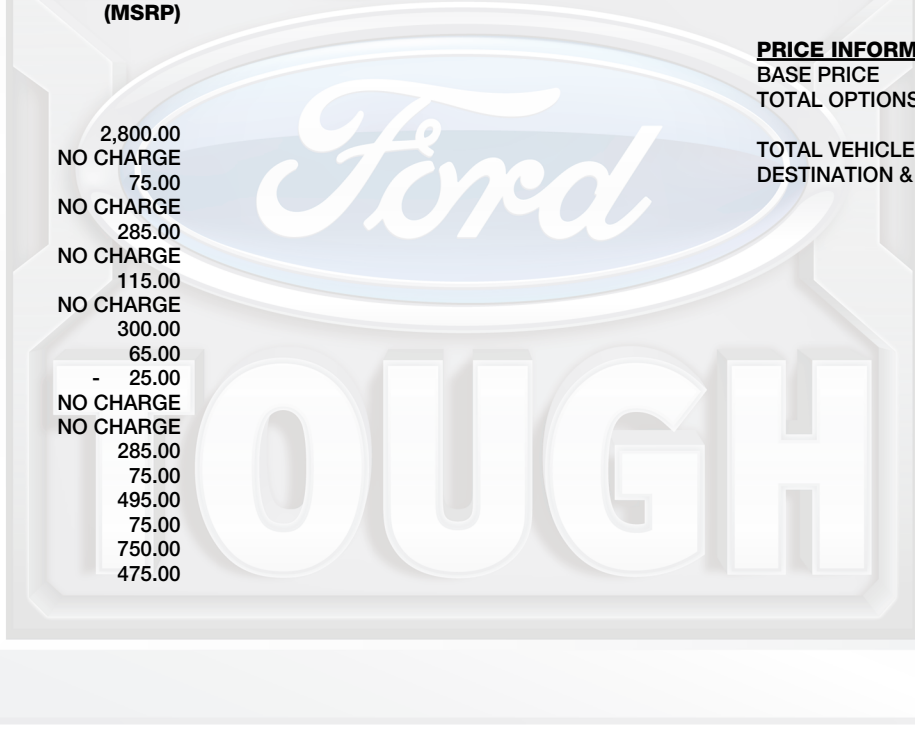 (MSRP)
2,800.00
NO CHARGE
75.00
NO CHARGE
285.00
NO CHARGE
115.00
NO CHARGE
300.00
65.00
- 25.00
NO CHARGE
NO CHARGE
285.00
75.00
495.00
75.00
750.00
475.00
PRICE INFORM
BASE PRICE
TOTAL OPTIONS
TOTAL VEHICLE
DESTINATION &
Ford
TOUGH